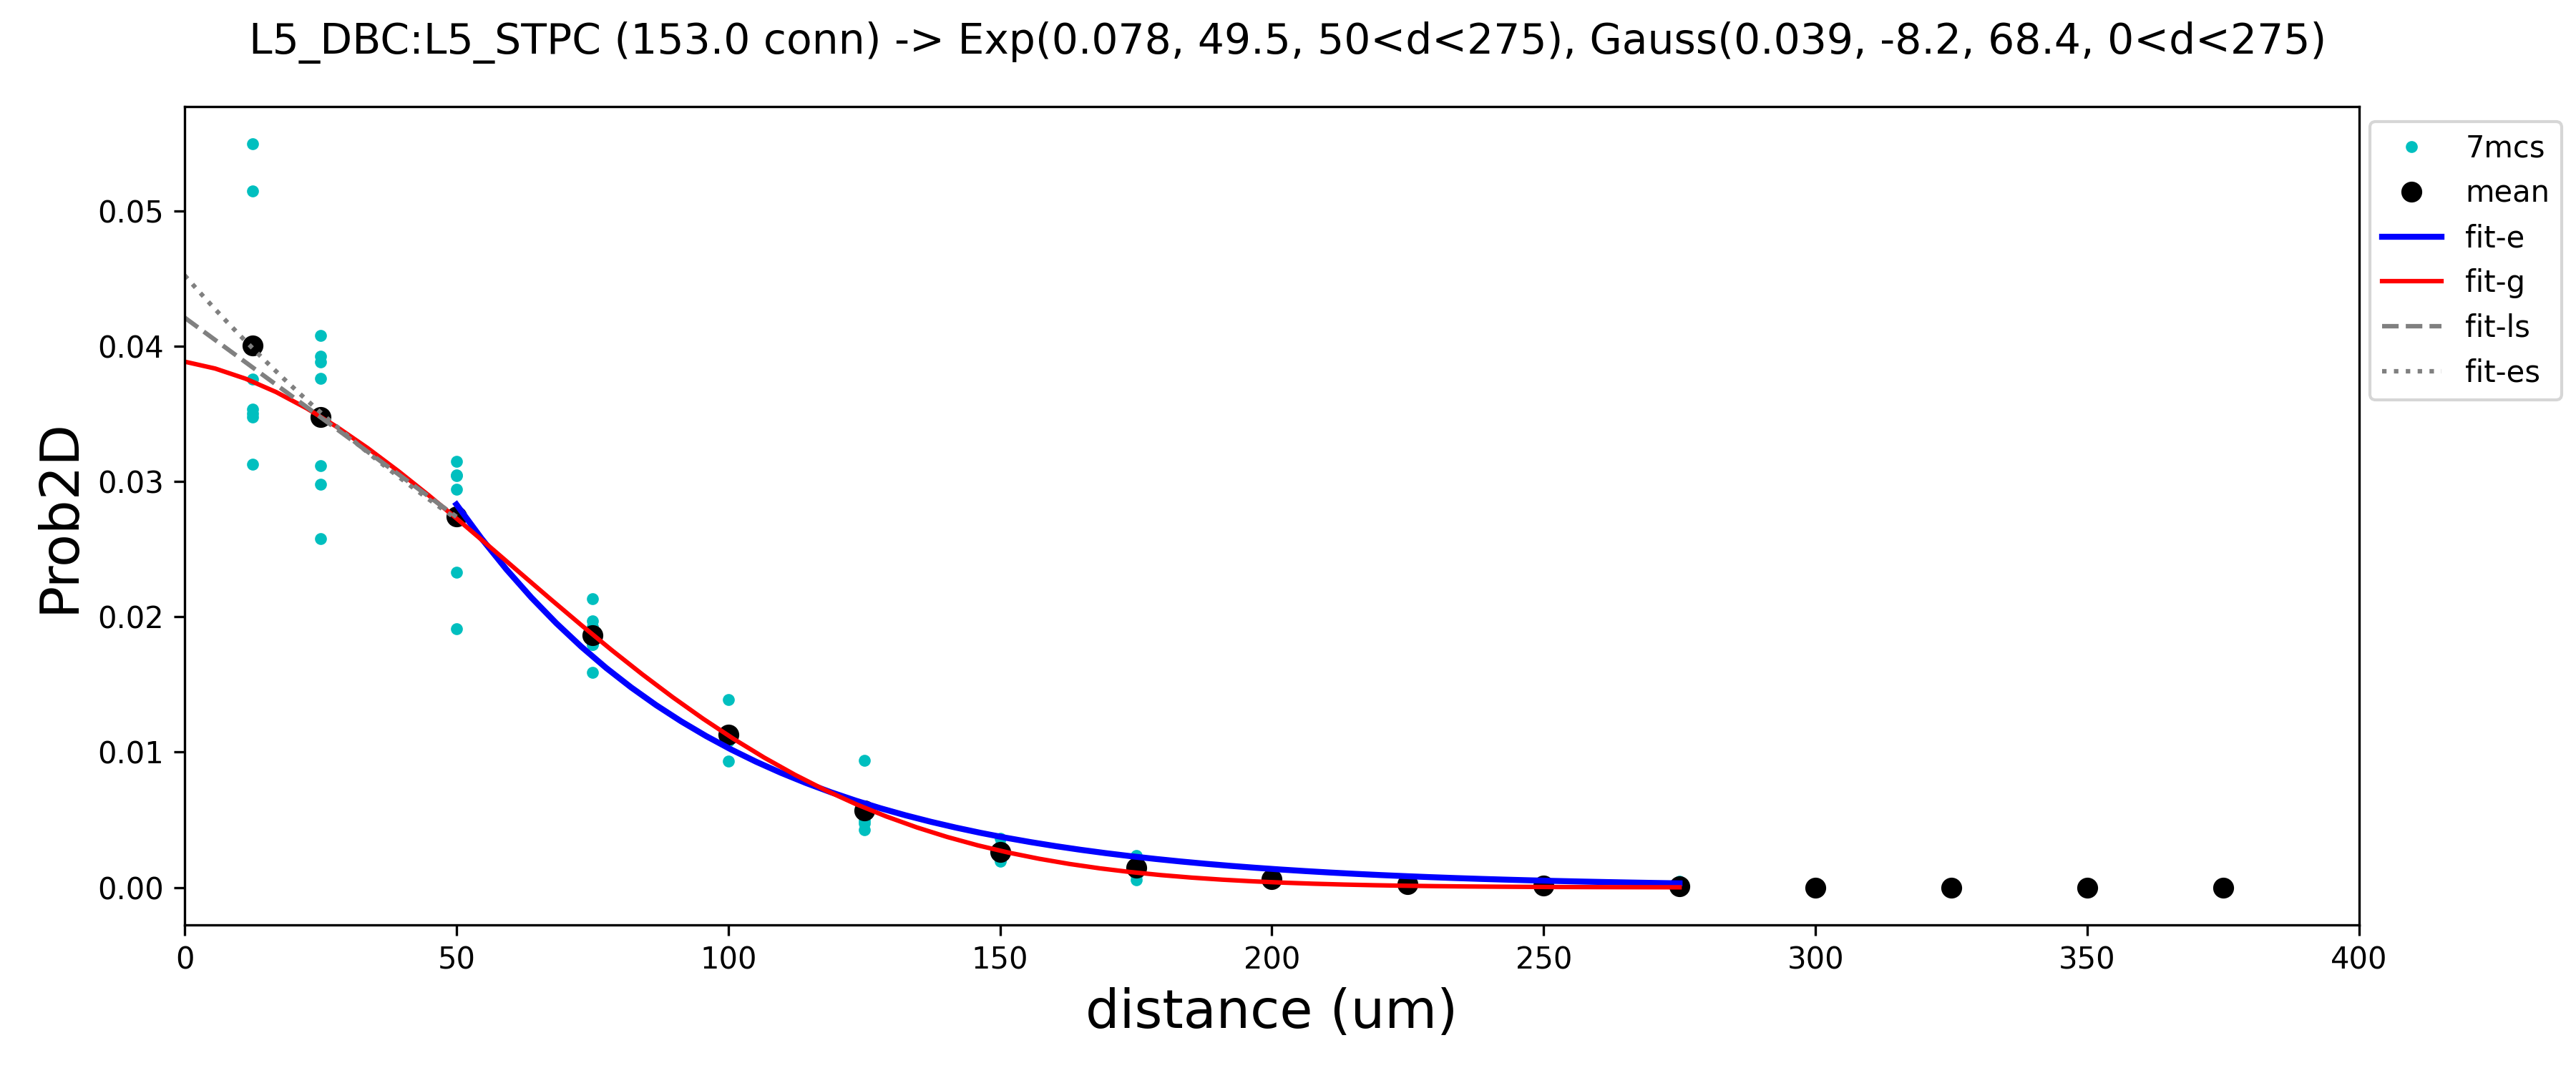 L5_DBC:L5_STPC (153.0 conn) -> Exp(0.078, 49.5, 50<d<275), Gauss(0.039, -8.2, 68.4, 0<d<275)
7mcs
mean
fit-e
fit-g
fit-ls
fit-es
Prob2D
0.05
0.04
0.03
0.02
0.01
0.00
0 50 100 150 200 250 300 350 400
distance (um)